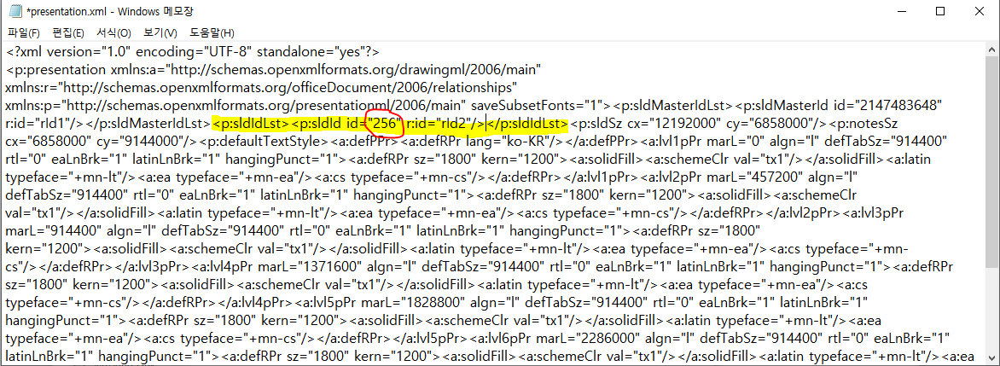 *presentation.xml - Windows 메모장
파일(F) 편집(E) 서식(O) 보기(V) 도움말(H)
<?xml version="1.0" encoding="UTF-8" standalone="yes"?>
<p:presentation xmlns:a="http://schemas.openxmlformats.org/drawingml/2006/main"
xmlns:r="http://schemas.openxmlformats.org/officeDocument/2006/relationships"
xmlns:p="http://schemas.openxmlformats.org/presentationml/2006/main" saveSubsetFonts="1"><p:sldMasterIdLst><p:sldMasterId id="2147483648"
r:id="rId1"/></p:sldMasterIdLst><p:sldIdLst><p:sldId id="256" r:id="rId2"/></p:sldIdLst><p:sldSz cx="12192000" cy="6858000"/><p:notesSz
cx="6858000" cy="9144000"/><p:defaultTextStyle><a:defPPr><a:defRPr lang="ko-KR"/></a:defPPr><a:lvl1pPr marL="0" algn="l" defTabSz="914400"
rtl="0" eaLnBrk="1" latinLnBrk="1" hangingPunct="1"><a:defRPr sz="1800" kern="1200"><a:solidFill><a:schemeClr val="tx1"/></a:solidFill><a:latin
typeface="+mn-lt"/><a:ea typeface="+mn-ea"/><a:cs typeface="+mn-cs"/></a:defRPr></a:lvl1pPr><a:lvl2pPr marL="457200" algn="l"
defTabSz="914400" rtl="0" eaLnBrk="1" latinLnBrk="1" hangingPunct="1"><a:defRPr sz="1800" kern="1200"><a:solidFill><a:schemeClr
val="tx1"/></a:solidFill><a:latin typeface="+mn-lt"/><a:ea typeface="+mn-ea"/><a:cs typeface="+mn-cs"/></a:defRPr></a:lvl2pPr><a:lvl3pPr
marL="914400" algn="l" defTabSz="914400" rtl="0" eaLnBrk="1" latinLnBrk="1" hangingPunct="1"><a:defRPr sz="1800"
kern="1200"><a:solidFill><a:schemeClr val="tx1"/></a:solidFill><a:latin typeface="+mn-lt"/><a:ea typeface="+mn-ea"/><a:cs typeface="+mn-
cs"/></a:defRPr></a:lvl3pPr><a:lvl4pPr marL="1371600" algn="l" defTabSz="914400" rtl="0" eaLnBrk="1" latinLnBrk="1" hangingPunct="1"><a:defRPr
sz="1800" kern="1200"><a:solidFill><a:schemeClr val="tx1"/></a:solidFill><a:latin typeface="+mn-lt"/><a:ea typeface="+mn-ea"/><a:cs
typeface="+mn-cs"/></a:defRPr></a:lvl4pPr><a:lvl5pPr marL="1828800" algn="l" defTabSz="914400" rtl="0" eaLnBrk="1" latinLnBrk="1"
hangingPunct="1"><a:defRPr sz="1800" kern="1200"><a:solidFill><a:schemeClr val="tx1"/></a:solidFill><a:latin typeface="+mn-lt"/><a:ea
typeface="+mn-ea"/><a:cs typeface="+mn-cs"/></a:defRPr></a:lvl5pPr><a:lvl6pPr marL="2286000" algn="l" defTabSz="914400" rtl="0" eaLnBrk="1"
latinLnBrk="1" hangingPunct="1"><a:defRPr sz="1800" kern="1200"><a:solidFill><a:schemeClr val="tx1"/></a:solidFill><a:latin typeface="+mn-lt"/><a:ea